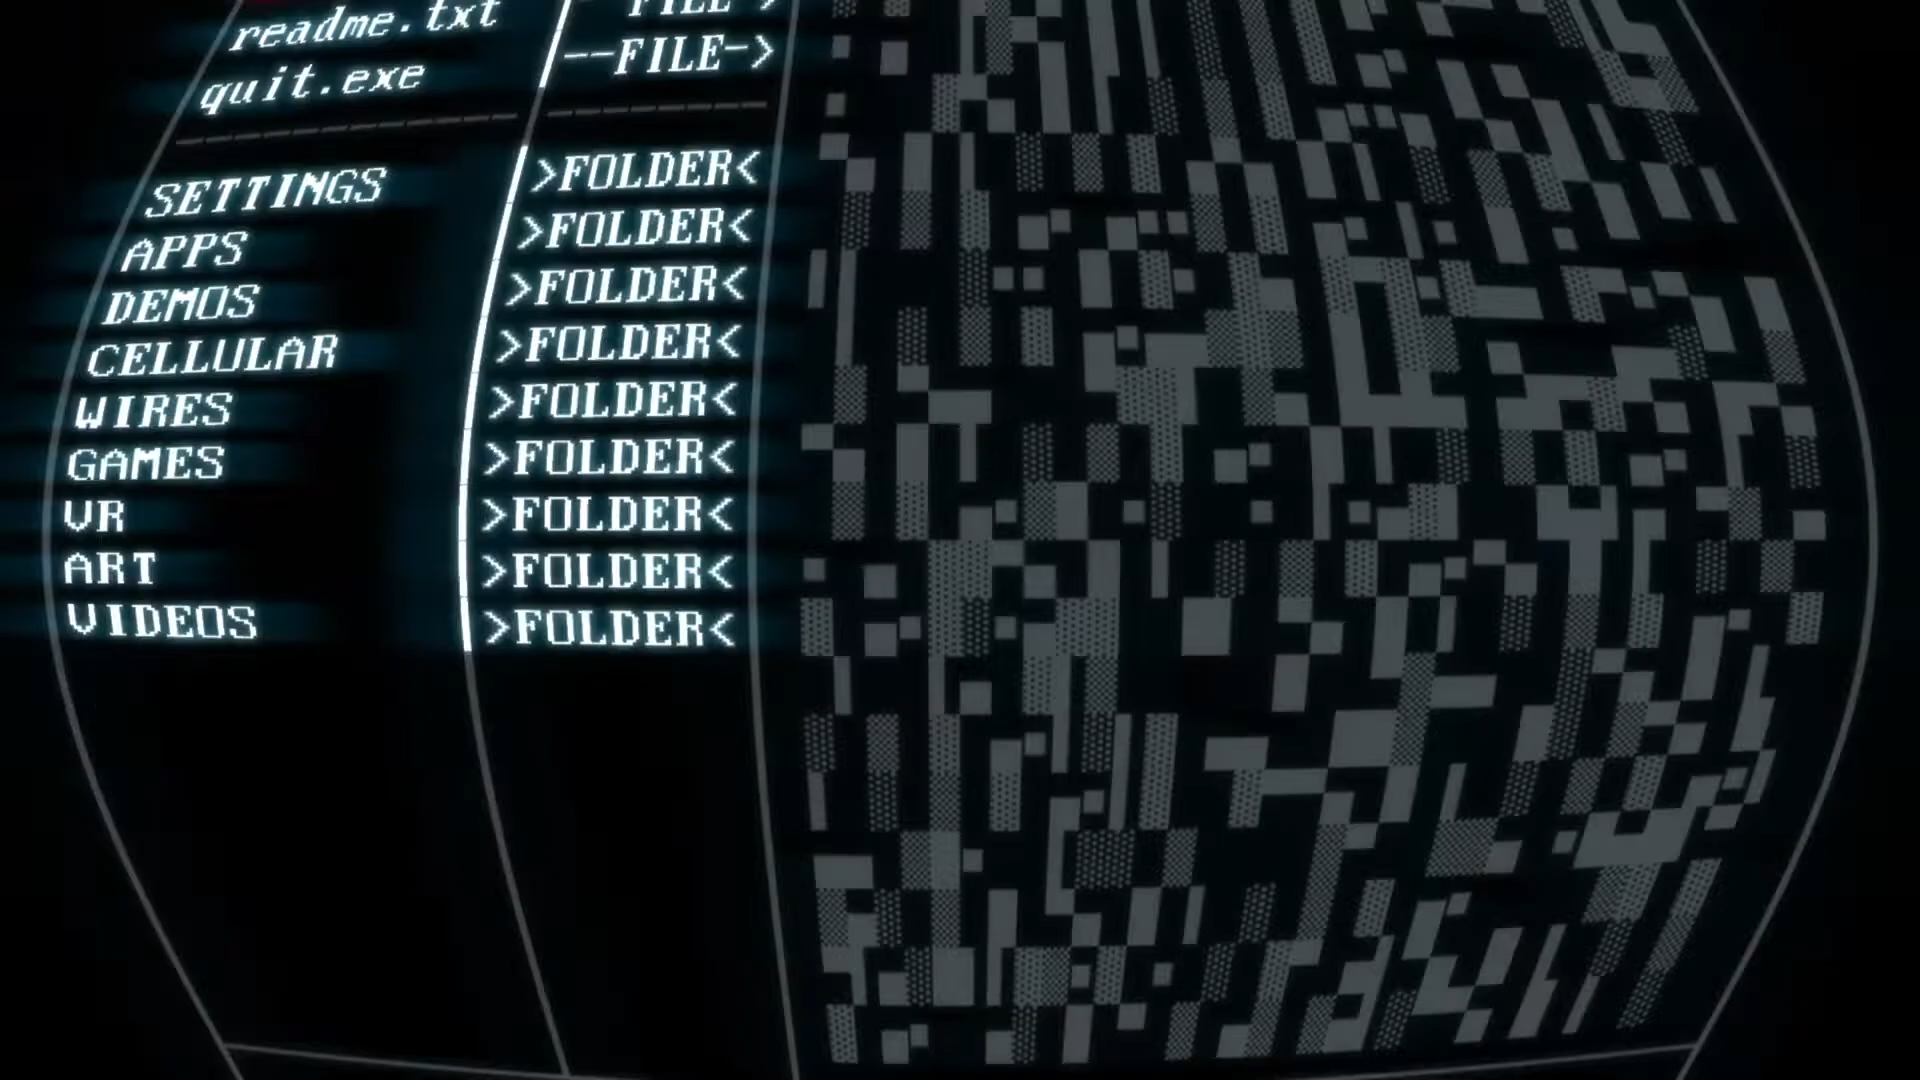 readme.txt --FILE->
quit.exe --FILE->
SETTINGS >FOLDER<
APPS >FOLDER<
DEMOS >FOLDER<
CELLULAR >FOLDER<
WIRES >FOLDER<
GAMES >FOLDER<
VR >FOLDER<
ART >FOLDER<
VIDEOS >FOLDER<